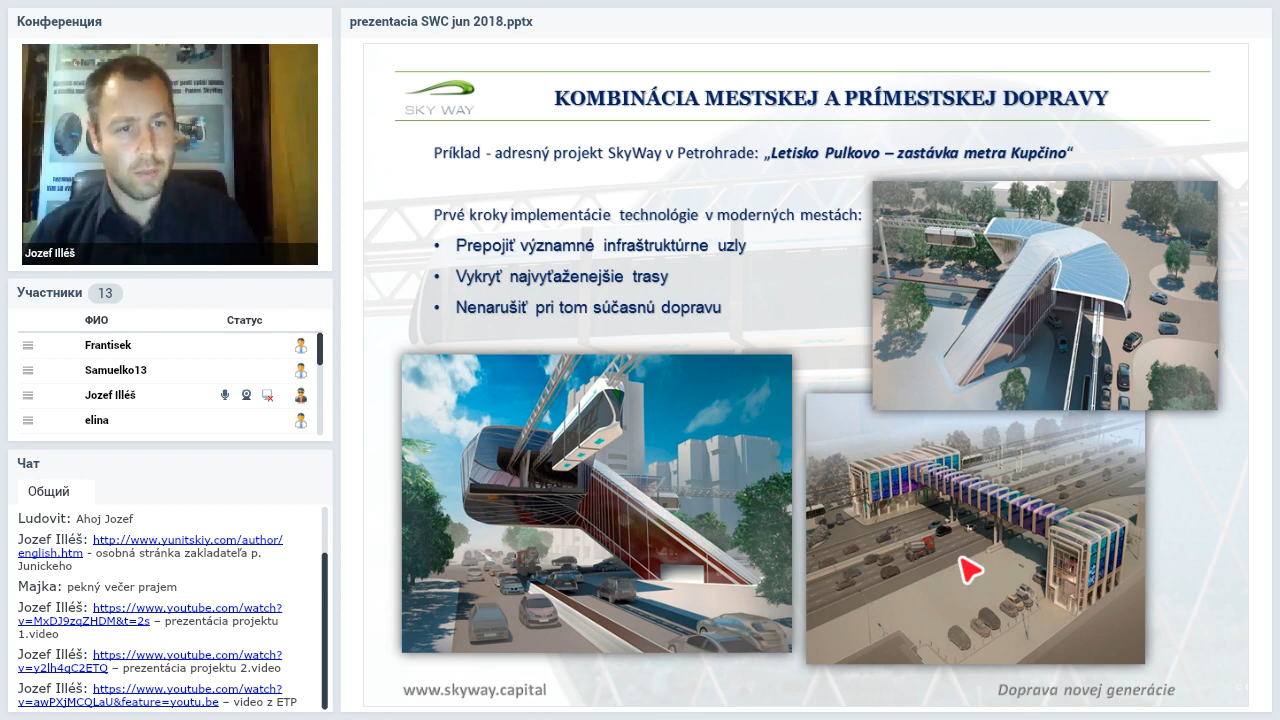 Конференция
Jozef Illéš
Участники 13
ФИО Статус
Frantisek
Samuelko13
Jozef Illéš
elina
Чат
Общий
Ludovit: Ahoj Jozef
Jozef Illéš: http://www.yunitskiy.com/author/
english.htm - osobná stránka zakladateľa p.
Junickeho
Majka: pekný večer prajem
Jozef Illéš: https://www.youtube.com/watch?
v=MxDJ9zqZHDM&t=2s – prezentácia projektu
1.video
Jozef Illéš: https://www.youtube.com/watch?
v=y2lh4qC2ETQ – prezentácia projektu 2.video
Jozef Illéš: https://www.youtube.com/watch?
v=awPXjMCQLaU&feature=youtu.be – video z ETP
prezentacia SWC jun 2018.pptx
SKY WAY
KOMBINÁCIA MESTSKEJ A PRÍMESTSKEJ DOPRAVY
Príklad - adresný projekt SkyWay v Petrohrade: „Letisko Pulkovo – zastávka metra Kupčino“
Prvé kroky implementácie technológie v moderných mestách:
• Prepojiť významné infraštruktúrne uzly
• Vykryť najvyťaženejšie trasy
• Nenarušiť pri tom súčasnú dopravu
www.skyway.capital
Doprava novej generácie